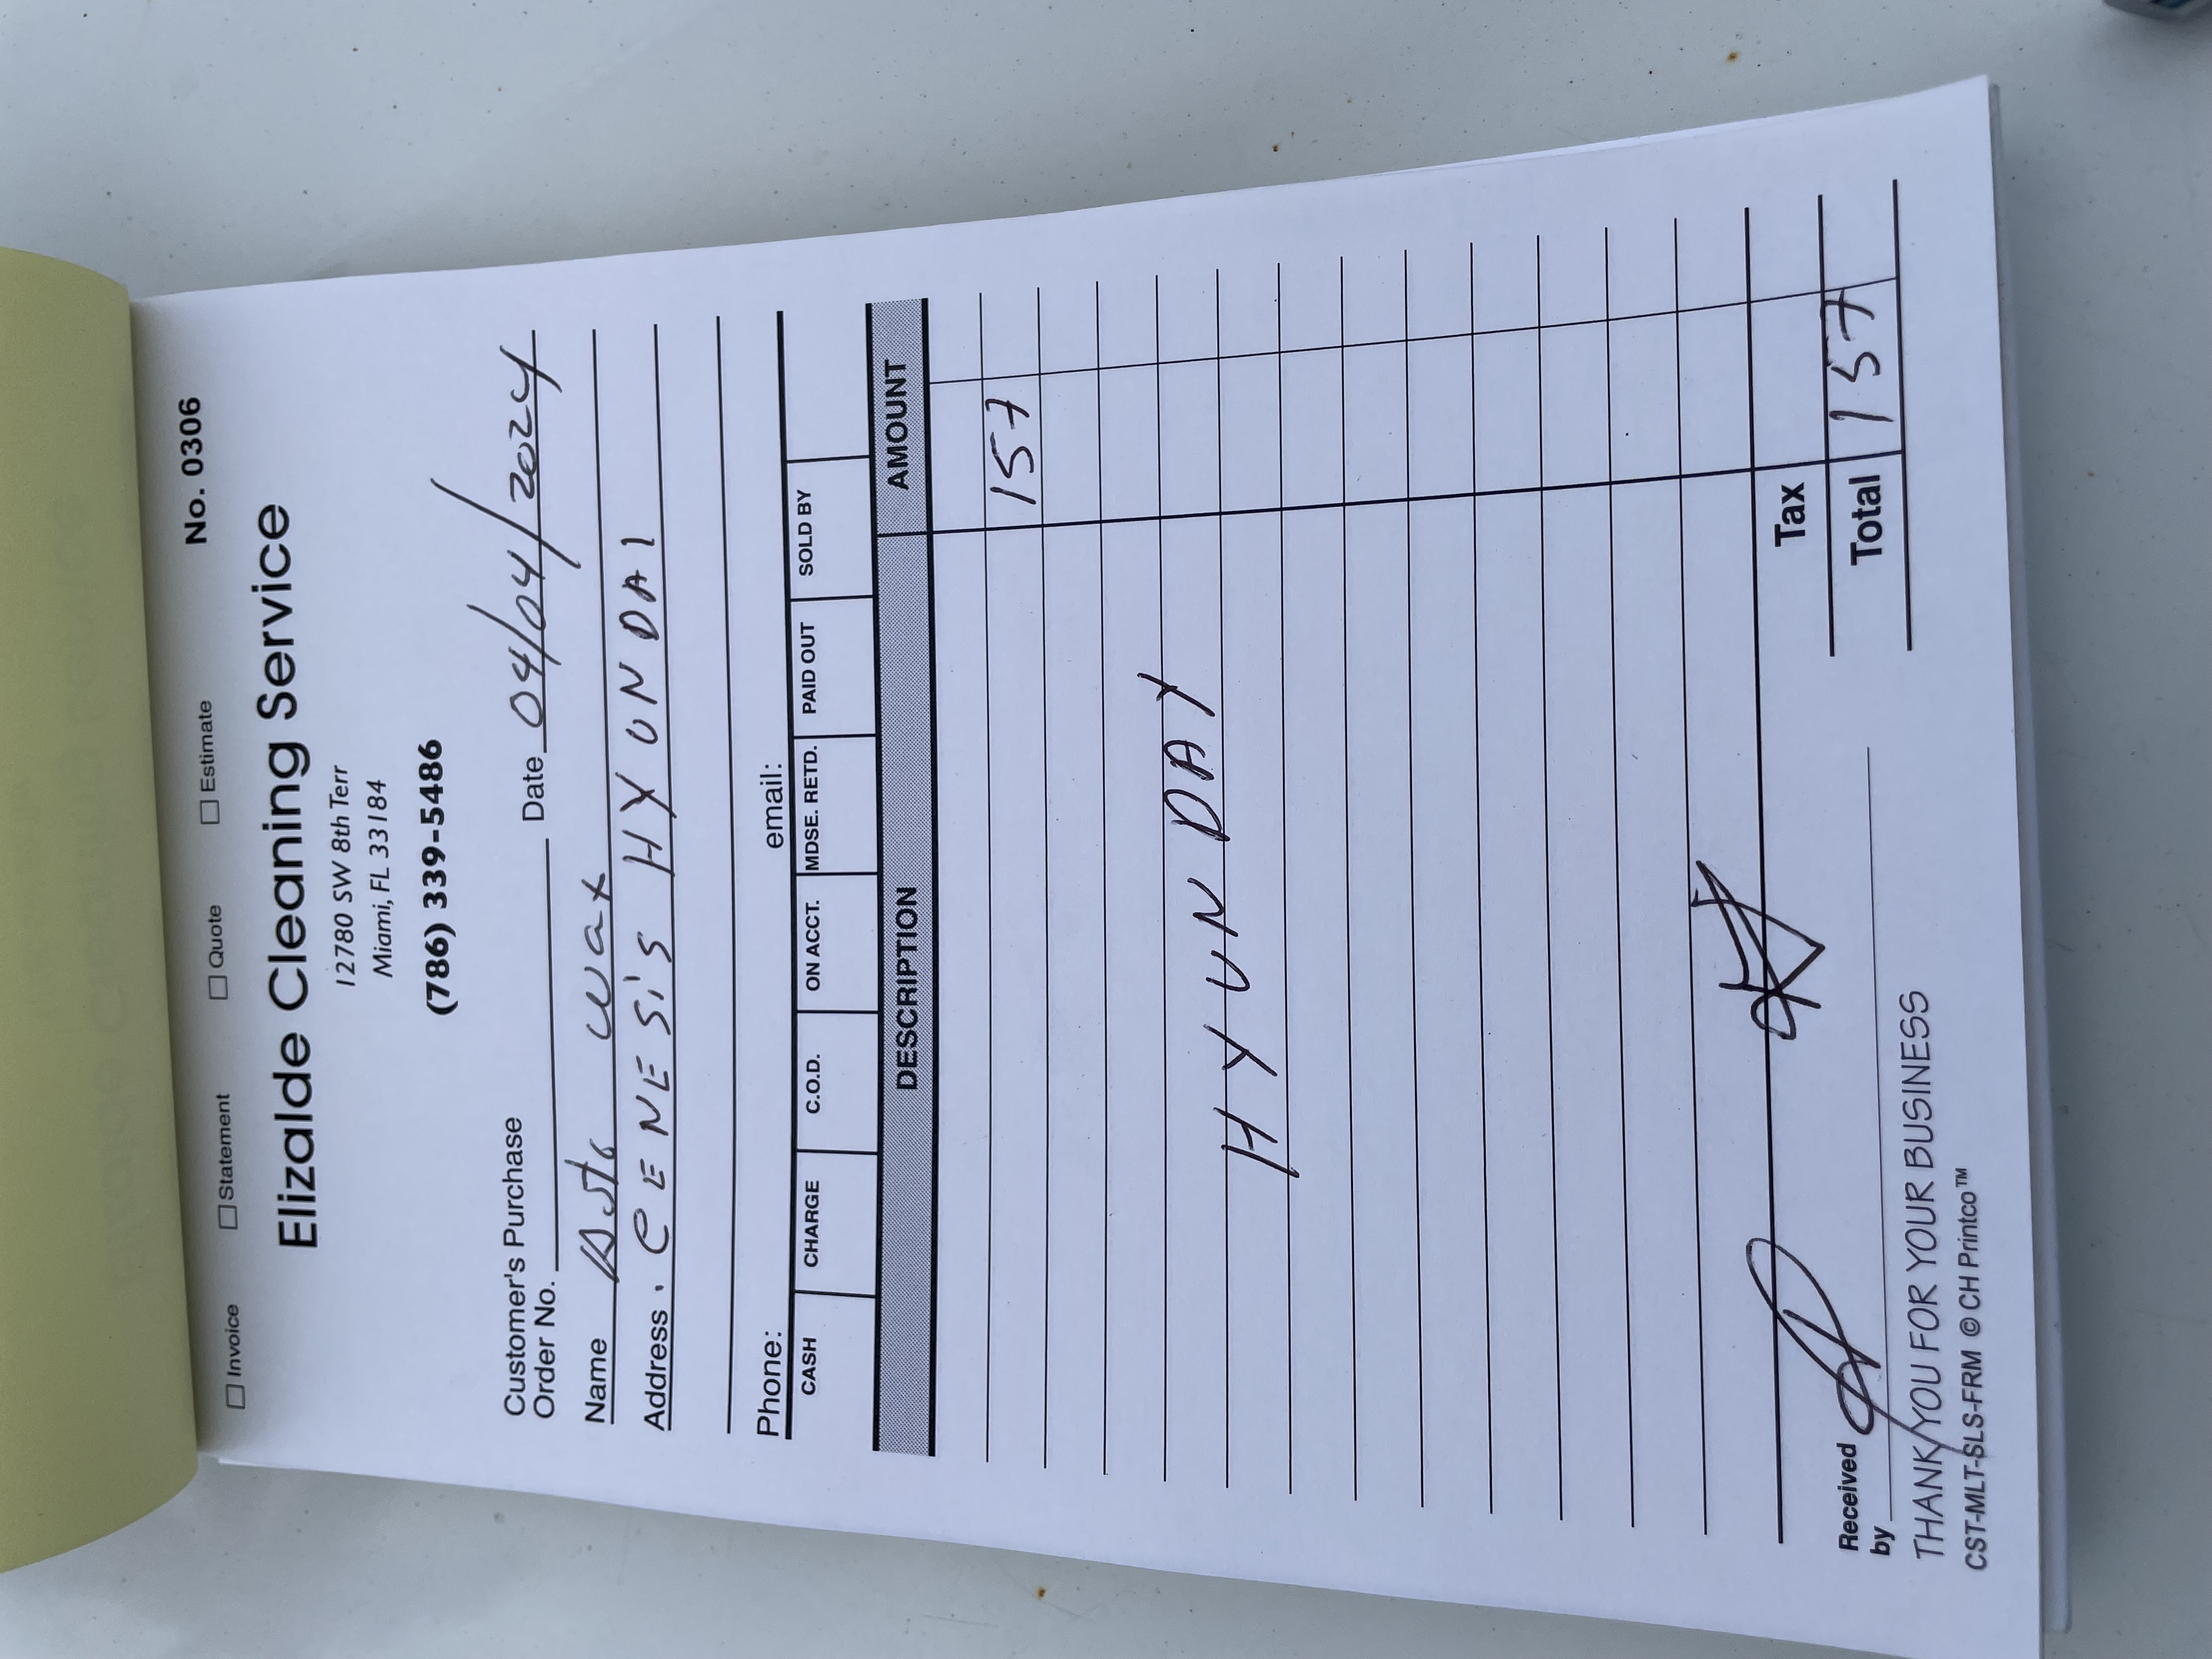 No. 0306
Invoice Statement Quote Estimate
Elizalde Cleaning Service
12780 SW 8th Terr
Miami, FL 33184
(786) 339-5486
Customer's Purchase
Order No. Date 04/04/2024
Name wax
Address. CENESiS HYUNDAI
Phone: email:
CASH CHARGE C.O.D. ON ACCT. MDSE. RETD. PAID OUT SOLD BY
DESCRIPTION AMOUNT
157
HYUNDAY
Tax
Total 157
Received
by
THANK YOU FOR YOUR BUSINESS
CST-MLT-SLS-FRM © CH Printco™